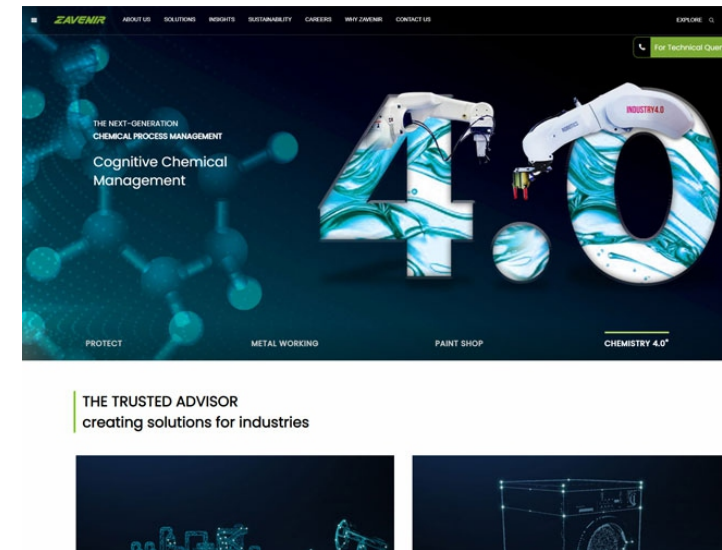 ZAVENIR
ABOUT US SOLUTIONS INSIGHTS SUSTAINABILITY CAREERS WHY ZAVENIR CONTACT US
EXPLORE
For Technical Quer
THE NEXT-GENERATION
CHEMICAL PROCESS MANAGEMENT
Cognitive Chemical
Management
4.0
INDUSTRY4.0
PROTECT METAL WORKING PAINT SHOP CHEMISTRY 4.0®
THE TRUSTED ADVISOR
creating solutions for industries